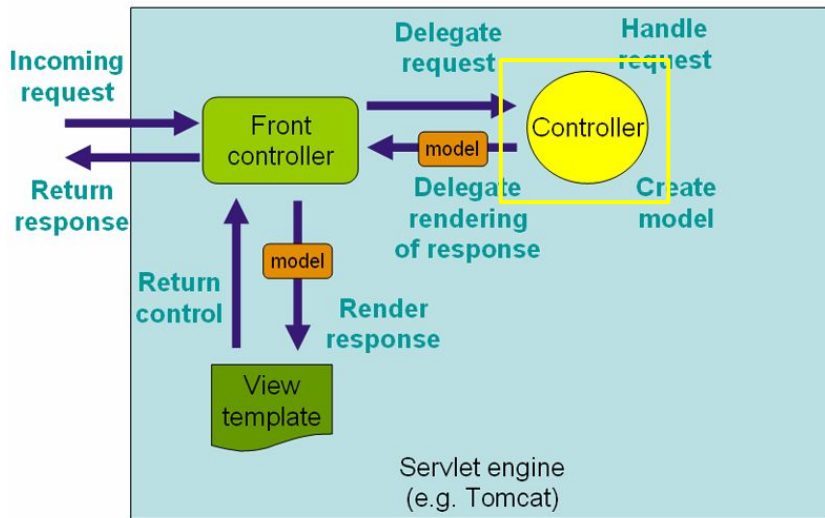 Incoming
request
Return
response
Front
controller
Delegate
request
Handle
request
Controller
model
Delegate
rendering
of response
Create
model
model
Return
control
Render
response
View
template
Servlet engine
(e.g. Tomcat)